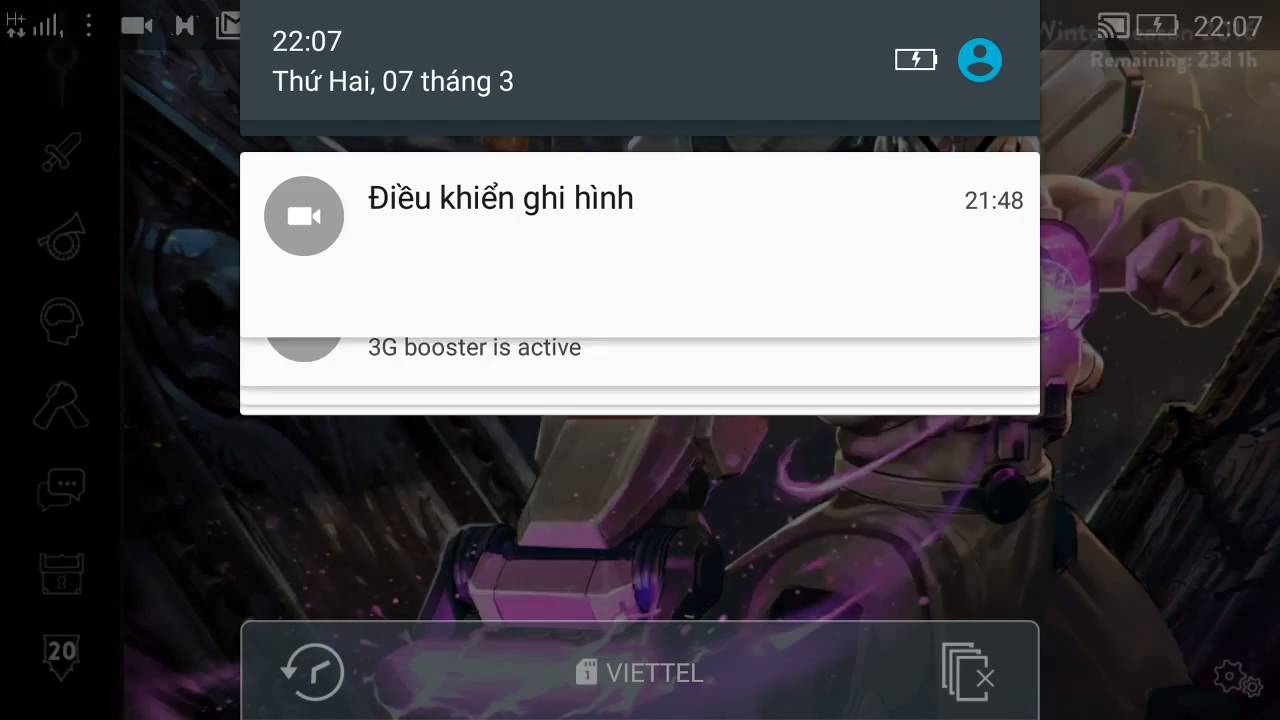 H+
22:07
22:07
Thứ Hai, 07 tháng 3
Remaining: 23d 1h
Điều khiển ghi hình
21:48
3G booster is active
20
1 VIETTEL